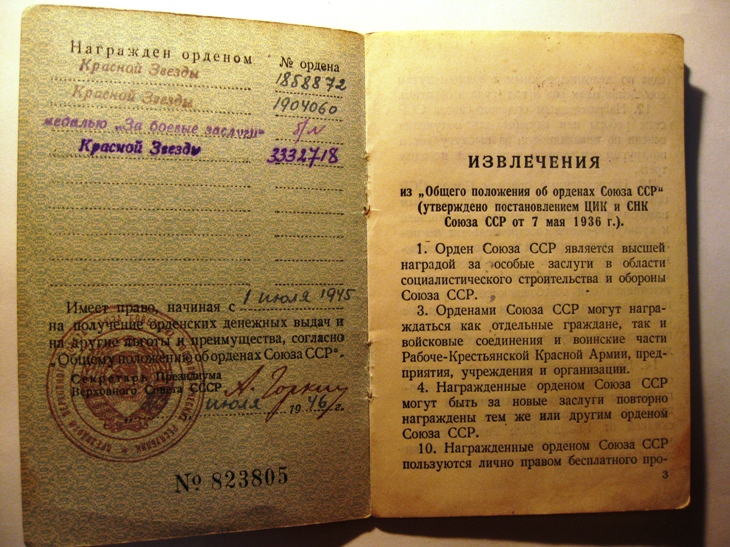 Награжден орденом № ордена
Красной Звезды 1858872
Красной Звезды 1904060
медалью „За боевые заслуги“ б/н
Красной Звезды 3332718
Имеет право, начиная с 1 июля 1945
на получение орденских денежных выдач и
на другие льготы и преимущества, согласно
"Общему положению об орденах Союза ССР".
Секретарь Президиума
Верховного Совета СССР А. Горкин
июля 1946 г.
№ 823805
ИЗВЛЕЧЕНИЯ
из „Общего положения об орденах Союза ССР“
(утверждено постановлением ЦИК и СНК
Союза ССР от 7 мая 1936 г.).
1. Орден Союза ССР является высшей
наградой за особые заслуги в области
социалистического строительства и обороны
Союза ССР.
3. Орденами Союза ССР могут награ-
ждаться как отдельные граждане, так и
войсковые соединения и воинские части
Рабоче-Крестьянской Красной Армии, пред-
приятия, учреждения и организации.
4. Награжденные орденом Союза ССР
могут быть за новые заслуги повторно
награждены тем же или другим орденом
Союза ССР.
10. Награжденные орденом Союза ССР
пользуются лично правом бесплатного про-
3